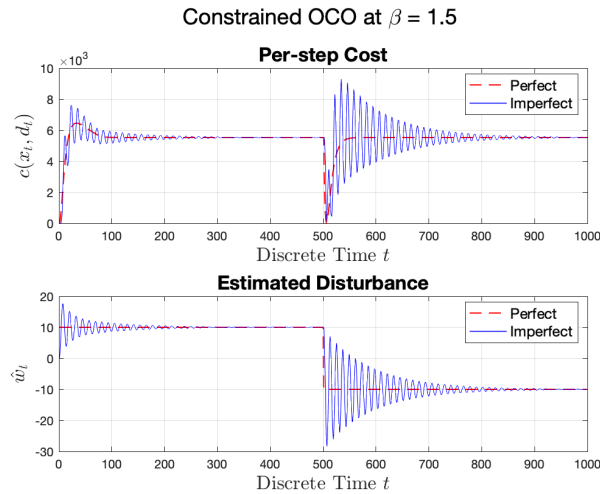 Constrained OCO at β = 1.5
Per-step Cost
×10³
10
8
6
4
2
0
c(x_t, d_t)
Perfect
Imperfect
0 100 200 300 400 500 600 700 800 900 1000
Discrete Time t
Estimated Disturbance
20
10
0
-10
-20
-30
ŵ_t
Perfect
Imperfect
0 100 200 300 400 500 600 700 800 900 1000
Discrete Time t